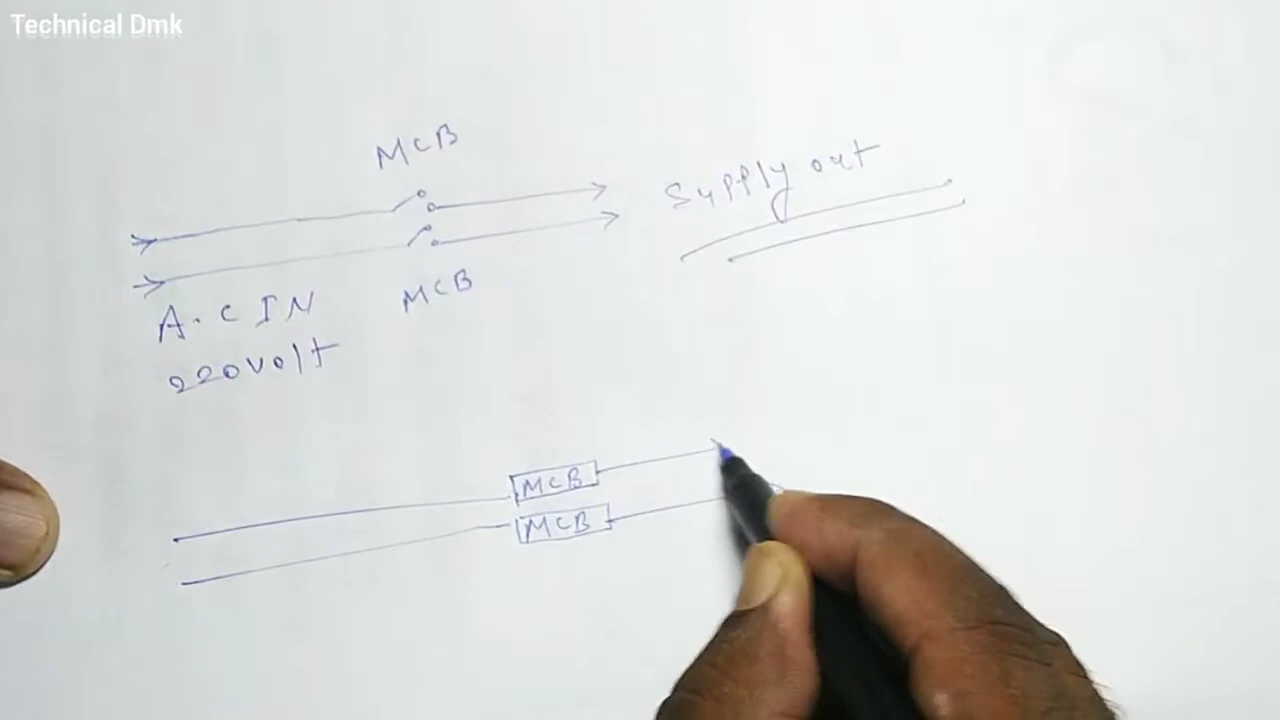 Technical Dmk
MCB
Supply out
MCB
A.C IN
220volt
MCB
MCB